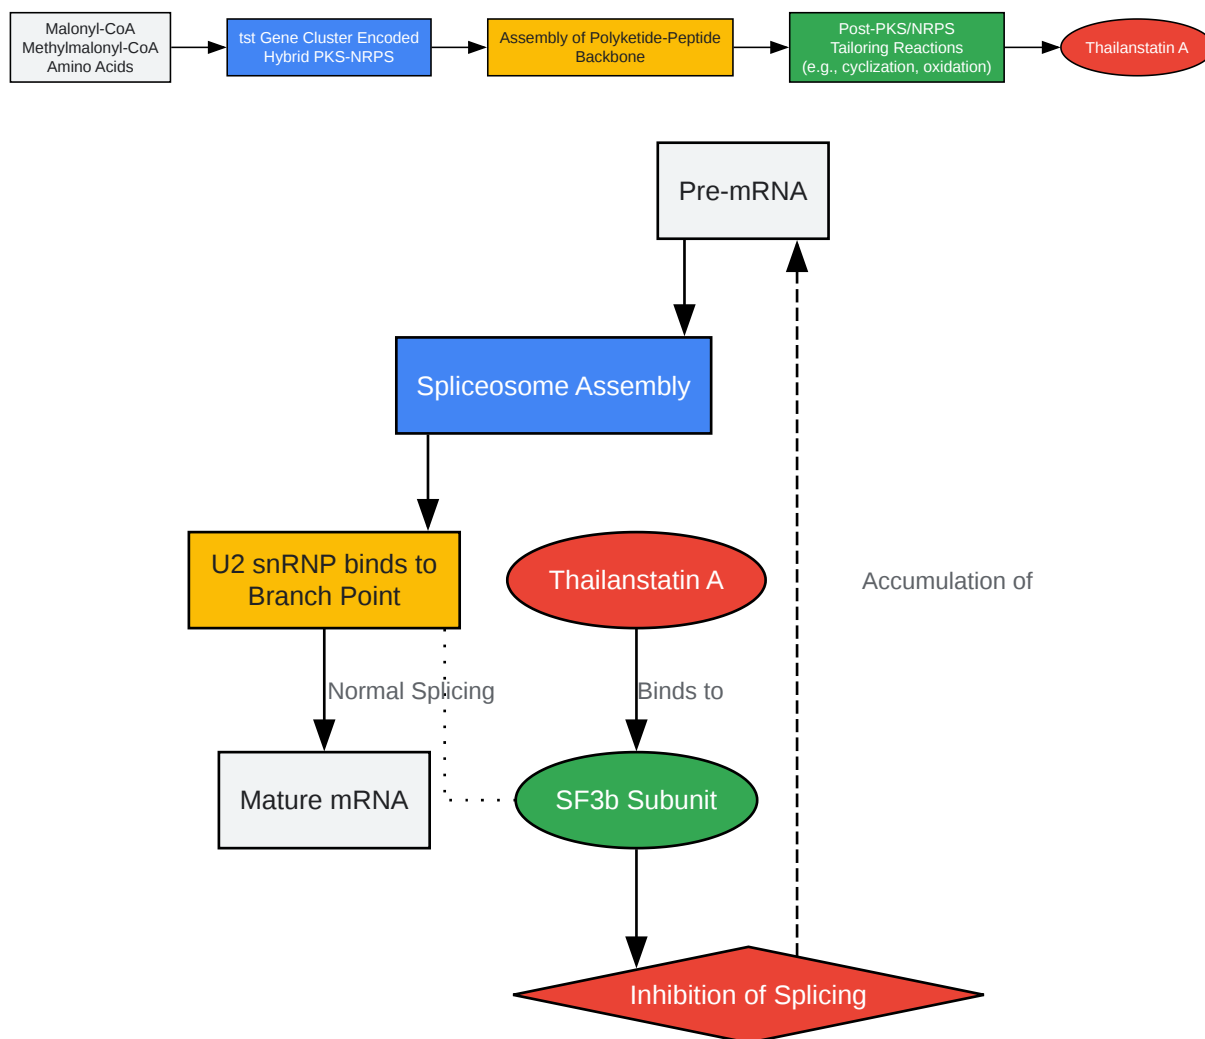 Malonyl-CoA
Methylmalonyl-CoA
Amino Acids
tst Gene Cluster Encoded
Hybrid PKS-NRPS
Assembly of Polyketide-Peptide
Backbone
Post-PKS/NRPS
Tailoring Reactions
(e.g., cyclization, oxidation)
Thailanstatin A
Pre-mRNA
Spliceosome Assembly
U2 snRNP binds to
Branch Point
Thailanstatin A
Accumulation of
Normal Splicing
Binds to
Mature mRNA
SF3b Subunit
Inhibition of Splicing